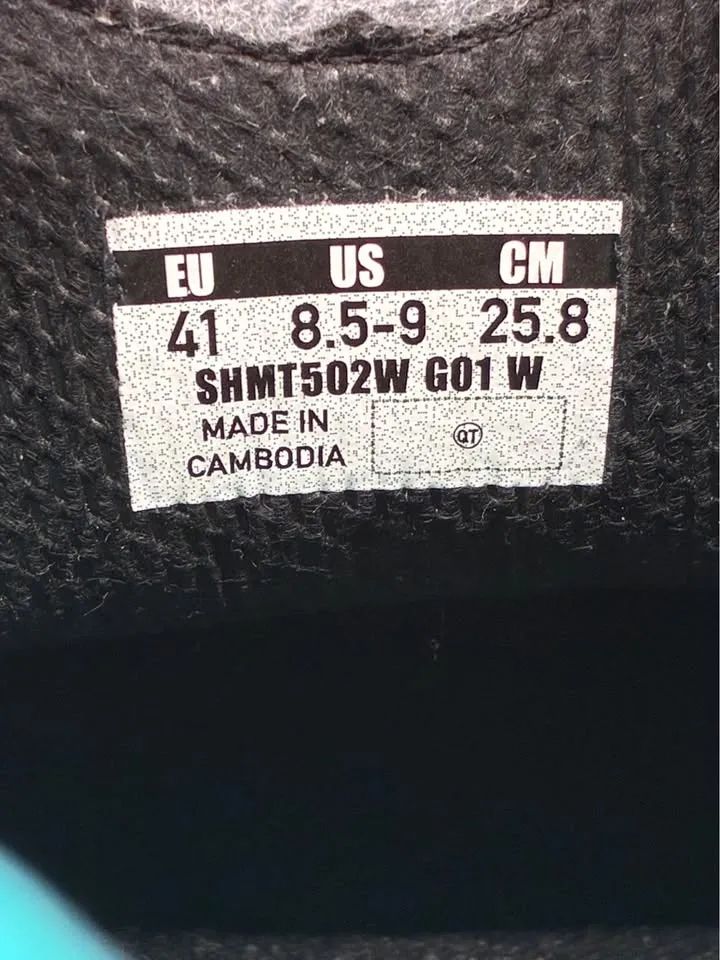 EU US CM
41 8.5-9 25.8
SHMT502W G01 W
MADE IN
CAMBODIA
QT